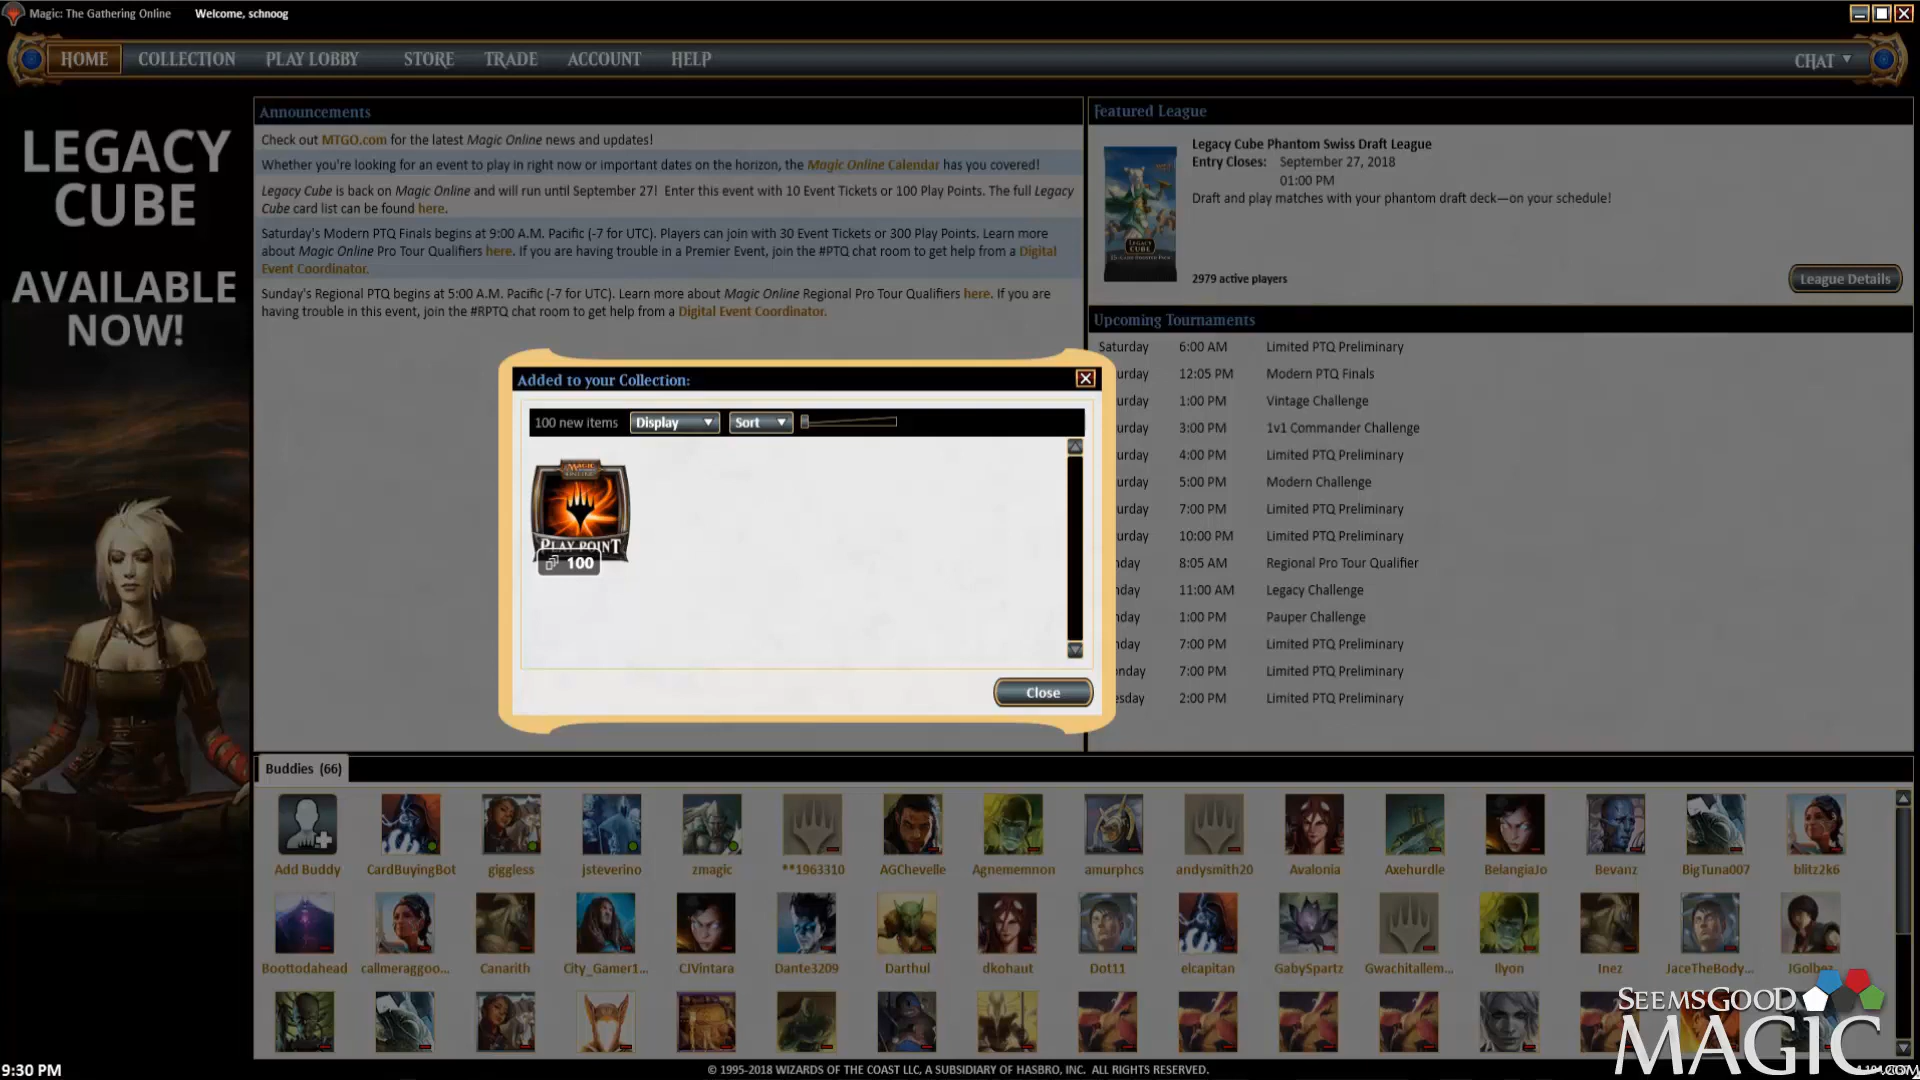 Magic: The Gathering Online Welcome, schnoog
HOME COLLECTION PLAY LOBBY STORE TRADE ACCOUNT HELP CHAT
LEGACY
CUBE
AVAILABLE
NOW!
Announcements
Check out MTGO.com for the latest Magic Online news and updates!
Whether you're looking for an event to play in right now or important dates on the horizon, the Magic Online Calendar has you covered!
Legacy Cube is back on Magic Online and will run until September 27! Enter this event with 10 Event Tickets or 100 Play Points. The full Legacy
Cube card list can be found here.
Saturday's Modern PTQ Finals begins at 9:00 A.M. Pacific (-7 for UTC). Players can join with 30 Event Tickets or 300 Play Points. Learn more
about Magic Online Pro Tour Qualifiers here. If you are having trouble in a Premier Event, join the #PTQ chat room to get help from a Digital
Event Coordinator.
Sunday's Regional PTQ begins at 5:00 A.M. Pacific (-7 for UTC). Learn more about Magic Online Regional Pro Tour Qualifiers here. If you are
having trouble in this event, join the #RPTQ chat room to get help from a Digital Event Coordinator.
Featured League
Legacy Cube Phantom Swiss Draft League
Entry Closes: September 27, 2018
01:00 PM
Draft and play matches with your phantom draft deck—on your schedule!
LEGACY
CUBE
2979 active players
League Details
Upcoming Tournaments
Saturday 6:00 AM Limited PTQ Preliminary
urday 12:05 PM Modern PTQ Finals
urday 1:00 PM Vintage Challenge
urday 3:00 PM 1v1 Commander Challenge
urday 4:00 PM Limited PTQ Preliminary
urday 5:00 PM Modern Challenge
urday 7:00 PM Limited PTQ Preliminary
urday 10:00 PM Limited PTQ Preliminary
nday 8:05 AM Regional Pro Tour Qualifier
nday 11:00 AM Legacy Challenge
nday 1:00 PM Pauper Challenge
nday 7:00 PM Limited PTQ Preliminary
onday 7:00 PM Limited PTQ Preliminary
esday 2:00 PM Limited PTQ Preliminary
Added to your Collection:
100 new items Display Sort
MAGIC
PLAY POINT
100
Close
Buddies (66)
Add Buddy CardBuyingBot giggless jsteverino zmagic **1963310 AGChevelle Agnememnon amurphcs andysmith20 Avalonia Axehurdle BelangiaJo Bevanz BigTuna007 blitz2k6
Boottodahead callmeraggoo... Canarith City_Gamer1... CJVintara Dante3209 Darthul dkohaut Dot11 elcapitan GabySpartz Gwachitallem... Ilyon Inez JaceTheBody... JGolbez
SEEMSGOOD
MAGIC
.COM
9:30 PM
© 1995-2018 WIZARDS OF THE COAST LLC, A SUBSIDIARY OF HASBRO, INC. ALL RIGHTS RESERVED.